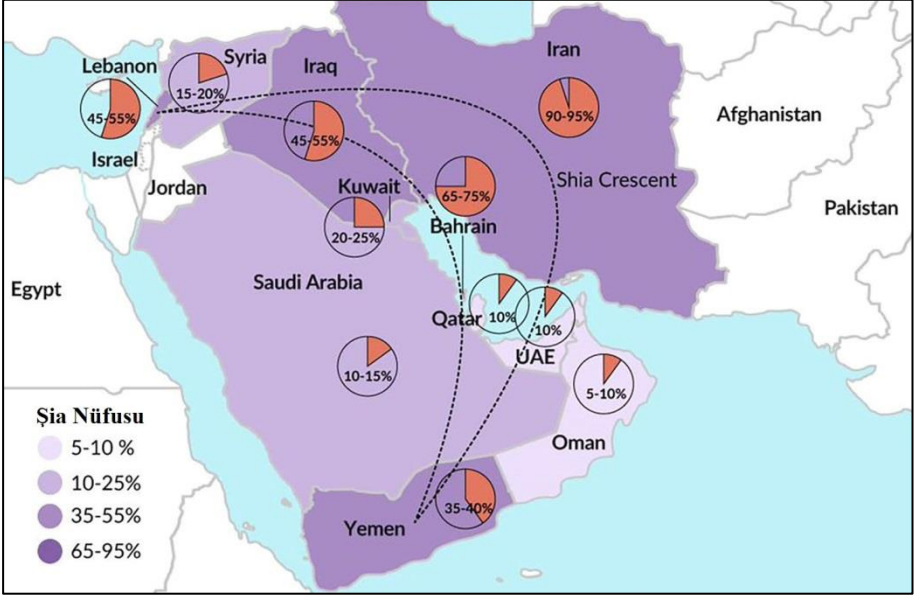 Syria
Lebanon
Iraq
Iran
15-20%
45-55%
90-95%
Afghanistan
45-55%
Israel
Jordan
Kuwait
65-75%
Shia Crescent
Pakistan
20-25%
Bahrain
Egypt
Saudi Arabia
Qatar
10%
10%
UAE
10-15%
5-10%
Oman
Şia Nüfusu
5-10 %
10-25%
35-55%
65-95%
35-40%
Yemen